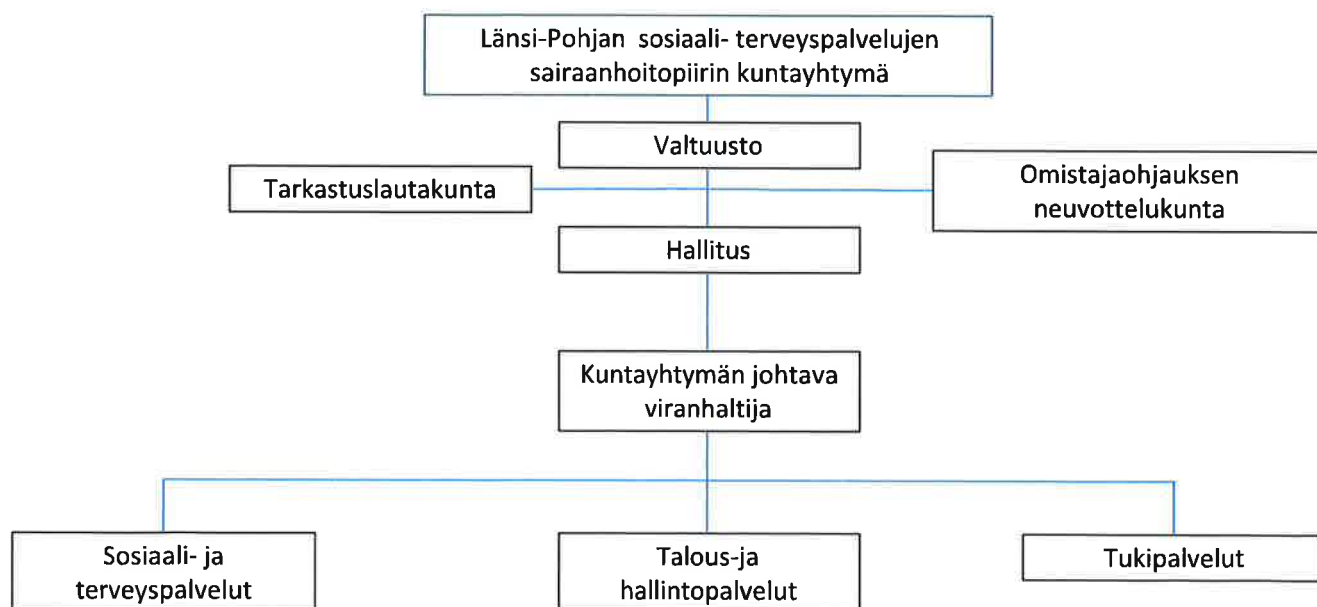 Länsi-Pohjan sosiaali- terveyspalvelujen
sairaanhoitopiirin kuntayhtymä
Valtuusto
Tarkastuslautakunta
Omistajaohjauksen
neuvottelukunta
Hallitus
Kuntayhtymän johtava
viranhaltija
Sosiaali- ja
terveyspalvelut
Talous-ja
hallintopalvelut
Tukipalvelut